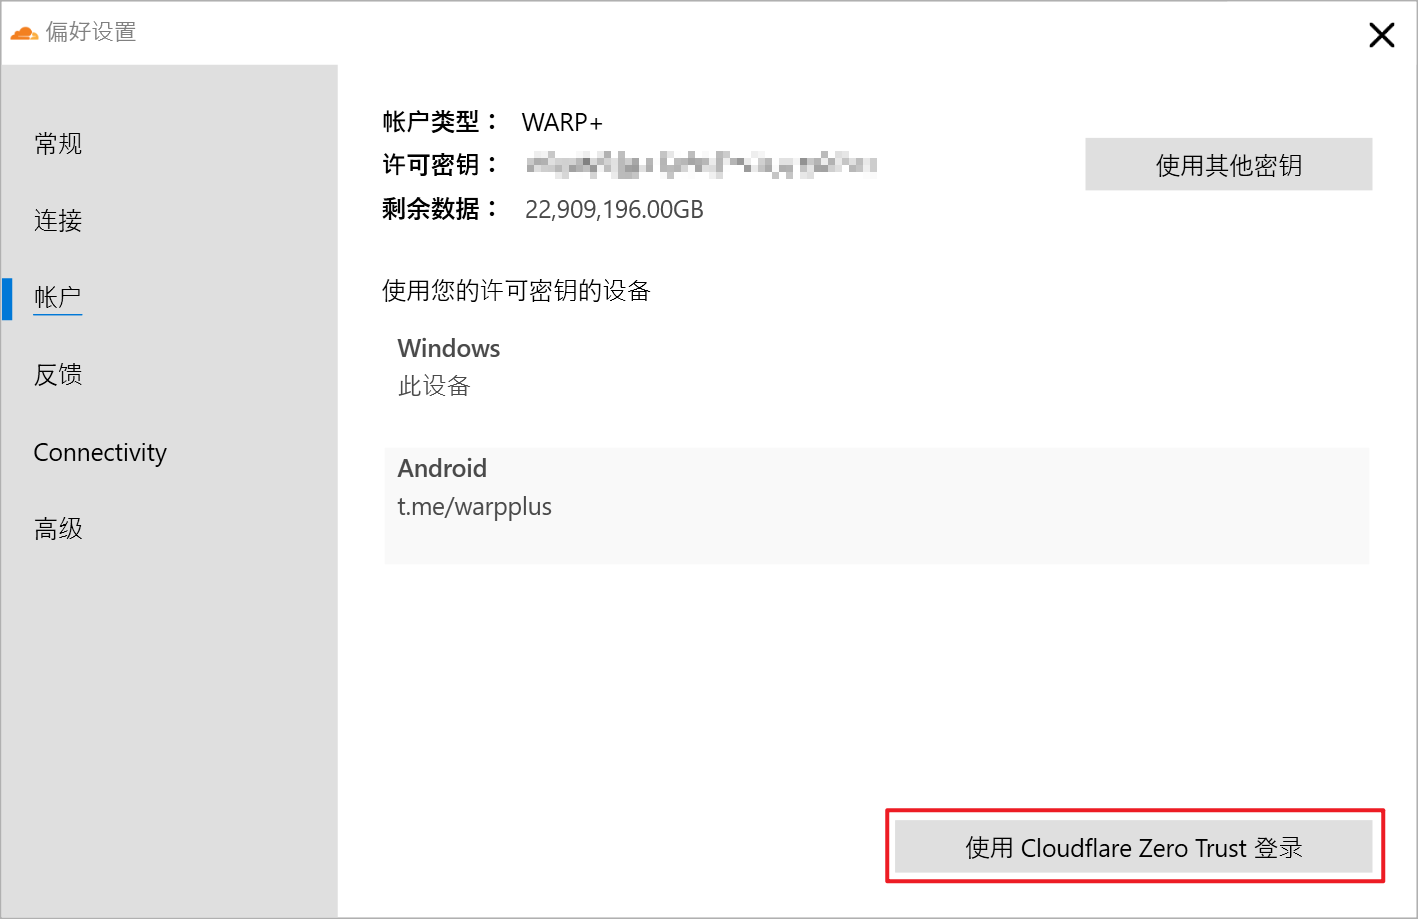 偏好设置
常规
连接
帐户
反馈
Connectivity
高级
帐户类型： WARP+
许可密钥：
使用其他密钥
剩余数据： 22,909,196.00GB
使用您的许可密钥的设备
Windows
此设备
Android
t.me/warpplus
使用 Cloudflare Zero Trust 登录